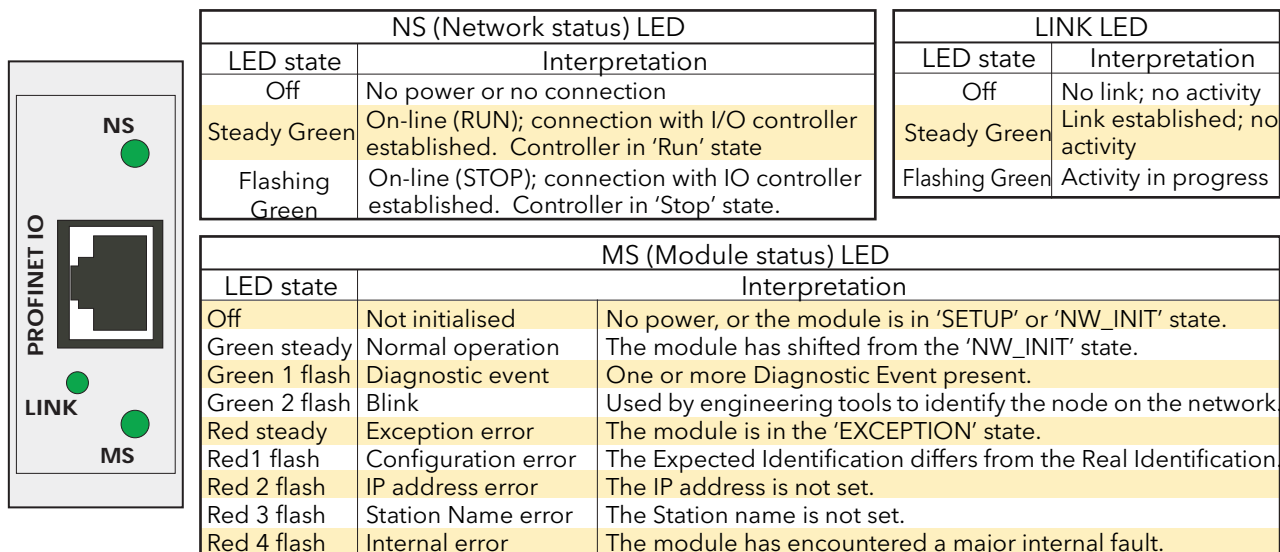 NS
PROFINET IO
LINK
MS
NS (Network status) LED
LED state Interpretation
Off No power or no connection
Steady Green On-line (RUN); connection with I/O controller
established. Controller in ‘Run’ state
Flashing On-line (STOP); connection with IO controller
Green established. Controller in ‘Stop’ state.
LINK LED
LED state Interpretation
Off No link; no activity
Steady Green Link established; no
activity
Flashing Green Activity in progress
MS (Module status) LED
LED state Interpretation
Off Not initialised No power, or the module is in ‘SETUP’ or ‘NW_INIT’ state.
Green steady Normal operation The module has shifted from the ‘NW_INIT’ state.
Green 1 flash Diagnostic event One or more Diagnostic Event present.
Green 2 flash Blink Used by engineering tools to identify the node on the network.
Red steady Exception error The module is in the ‘EXCEPTION’ state.
Red1 flash Configuration error The Expected Identification differs from the Real Identification.
Red 2 flash IP address error The IP address is not set.
Red 3 flash Station Name error The Station name is not set.
Red 4 flash Internal error The module has encountered a major internal fault.